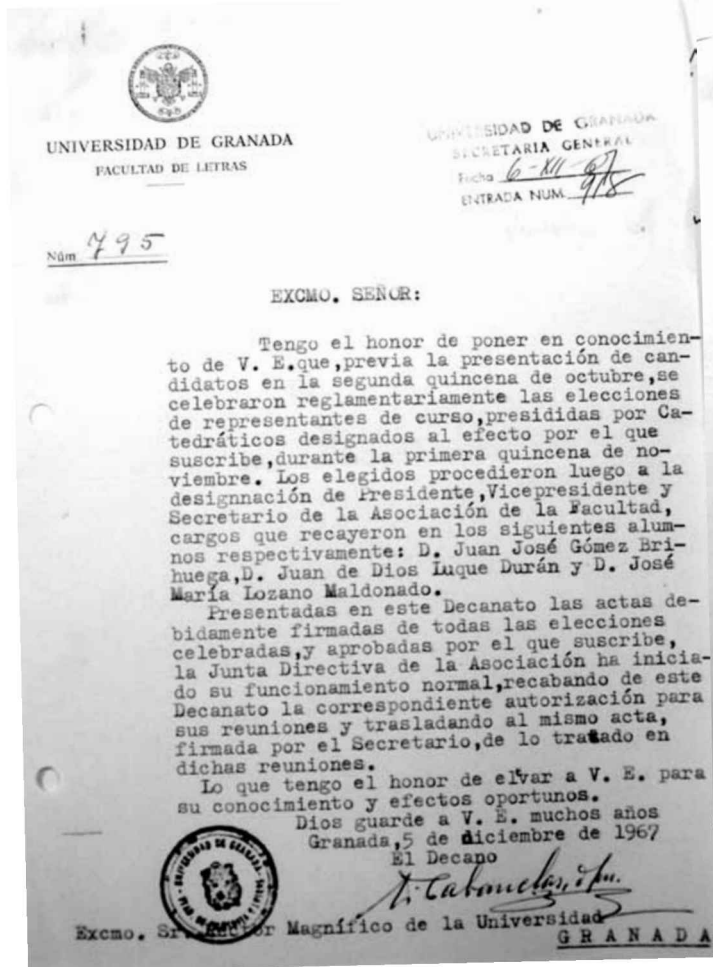 UNIVERSIDAD DE GRANADA
FACULTAD DE LETRAS
UNIVERSIDAD DE GRANADA
SECRETARIA GENERAL
Fecha 6-XII-67
ENTRADA NUM. 918
Núm 795
EXCMO. SEÑOR:
Tengo el honor de poner en conocimien-
to de V. E.que,previa la presentación de can-
didatos en la segunda quincena de octubre,se
celebraron reglamentariamente las elecciones
de representantes de curso,presididas por Ca-
tedráticos designados al efecto por el que
suscribe,durante la primera quincena de no-
viembre. Los elegidos procedieron luego a la
designnación de Presidente,Vicepresidente y
Secretario de la Asociación de la Facultad,
cargos que recayeron en los siguientes alum-
nos respectivamente: D. Juan José Gómez Bri-
huega,D. Juan de Dios Luque Durán y D. José
María Lozano Maldonado.
Presentadas en este Decanato las actas de-
bidamente firmadas de todas las elecciones
celebradas,y aprobadas por el que suscribe,
la Junta Directiva de la Asociación ha inicia-
do su funcionamiento normal,recabando de este
Decanato la correspondiente autorización para
sus reuniones y trasladando al mismo acta,
firmada por el Secretario,de lo tratado en
dichas reuniones.
Lo que tengo el honor de elvar a V. E. para
su conocimiento y efectos oportunos.
Dios guarde a V. E. muchos años
Granada,5 de diciembre de 1967
El Decano
Excmo. Sr. Rector Magnífico de la Universidad
GRANADA